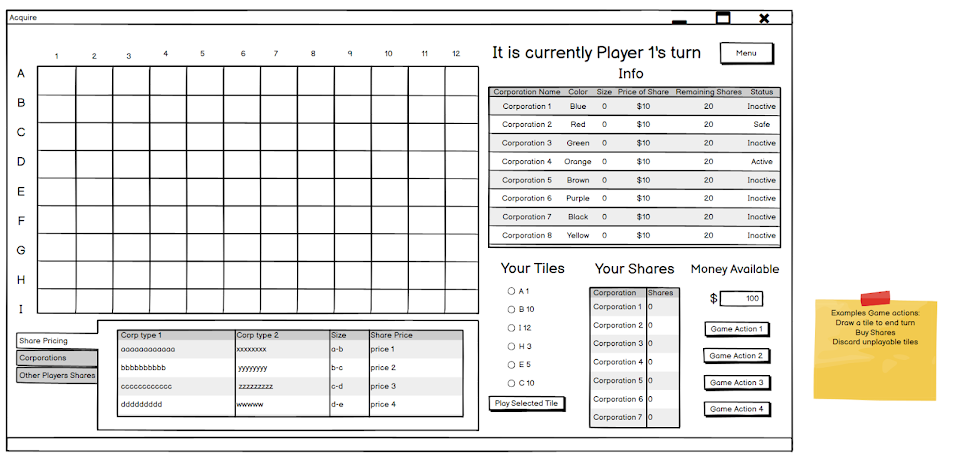 Acquire
It is currently Player 1's turn
Menu
Info
1 2 3 4 5 6 7 8 9 10 11 12
A
B
C
D
E
F
G
H
I
Corporation Name Color Size Price of Share Remaining Shares Status
Corporation 1 Blue 0 $10 20 Inactive
Corporation 2 Red 0 $10 20 Safe
Corporation 3 Green 0 $10 20 Inactive
Corporation 4 Orange 0 $10 20 Active
Corporation 5 Brown 0 $10 20 Inactive
Corporation 6 Purple 0 $10 20 Inactive
Corporation 7 Black 0 $10 20 Inactive
Corporation 8 Yellow 0 $10 20 Inactive
Your Tiles
A 1
B 10
I 12
H 3
E 5
C 10
Play Selected Tile
Your Shares
Corporation Shares
Corporation 1 0
Corporation 2 0
Corporation 3 0
Corporation 4 0
Corporation 5 0
Corporation 6 0
Corporation 7 0
Money Available
$ 100
Game Action 1
Game Action 2
Game Action 3
Game Action 4
Share Pricing
Corporations
Other Players Shares
Corp type 1 Corp type 2 Size Share Price
aaaaaaaaaaaa xxxxxxxx a-b price 1
bbbbbbbbbb yyyyyyyy b-c price 2
cccccccccccc zzzzzzzzz c-d price 3
ddddddddd wwwwww d-e price 4
Examples Game actions:
Draw a tile to end turn
Buy Shares
Discard unplayable tiles